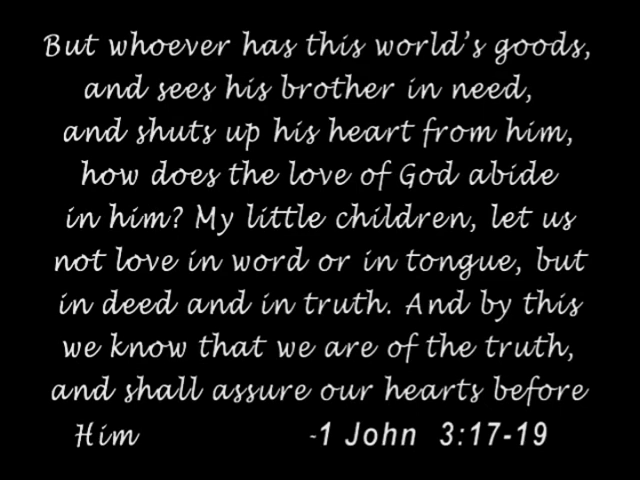 But whoever has this world's goods,
and sees his brother in need,
and shuts up his heart from him,
how does the love of God abide
in him? My little children, let us
not love in word or in tongue, but
in deed and in truth. And by this
we know that we are of the truth,
and shall assure our hearts before
Him -1 John 3:17-19